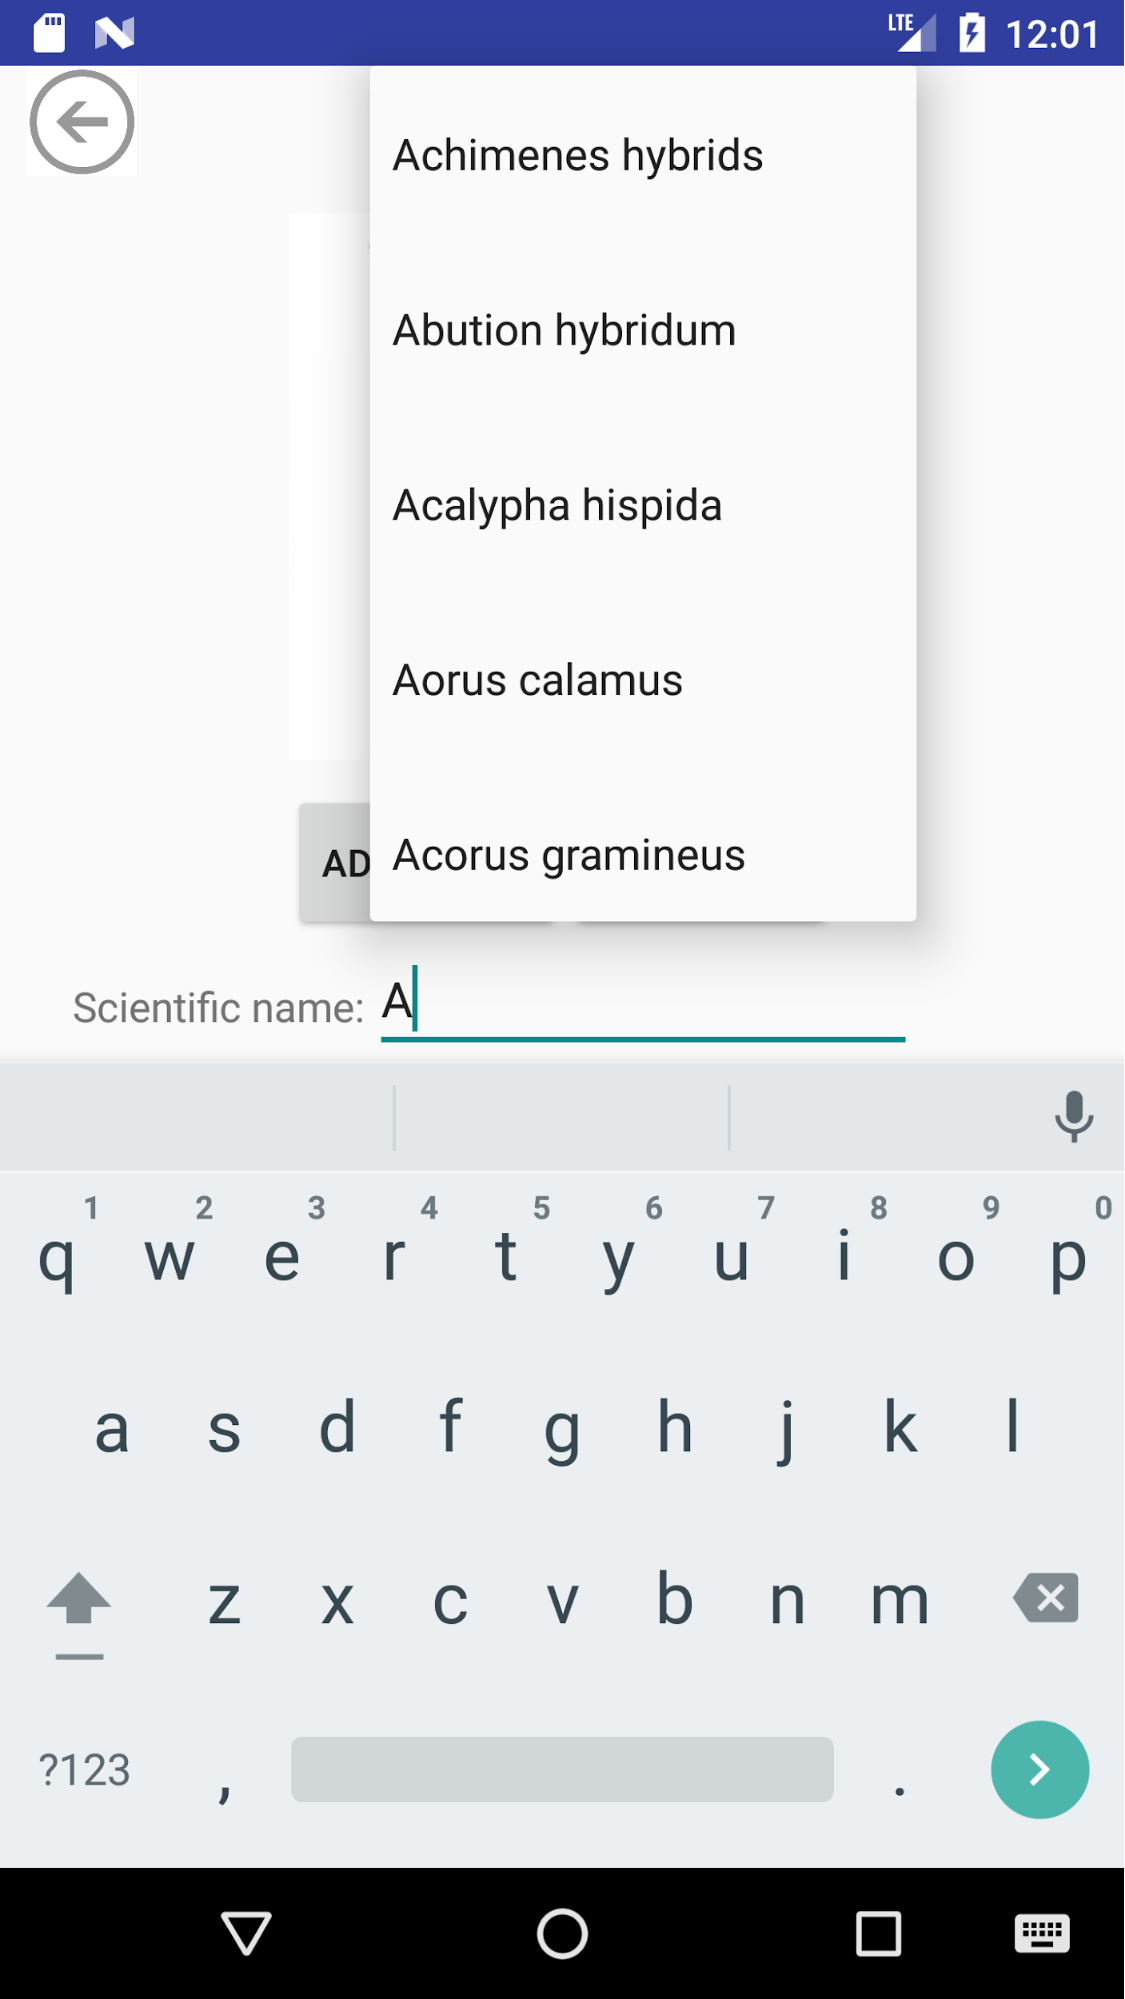 LTE 12:01
Achimenes hybrids
Abution hybridum
Acalypha hispida
Aorus calamus
AD
Acorus gramineus
Scientific name: A
1 2 3 4 5 6 7 8 9 0
q w e r t y u i o p
a s d f g h j k l
z x c v b n m
?123 , .